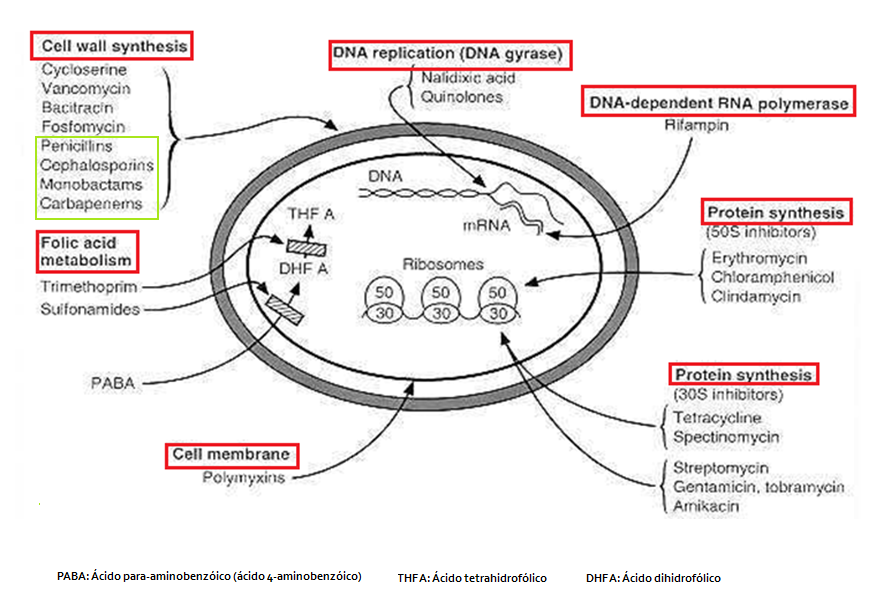 Cell wall synthesis
Cycloserine
Vancomycin
Bacitracin
Fosfomycin
Penicillins
Cephalosporins
Monobactams
Carbapenems
DNA replication (DNA gyrase)
Nalidixic acid
Quinolones
DNA-dependent RNA polymerase
Rifampin
DNA
mRNA
THF A
DHF A
Ribosomes
50 50 50
30 30 30
Folic acid
metabolism
Trimethoprim
Sulfonamides
PABA
Protein synthesis
(50S inhibitors)
Erythromycin
Chloramphenicol
Clindamycin
Protein synthesis
(30S inhibitors)
Tetracycline
Spectinomycin
Streptomycin
Gentamicin, tobramycin
Amikacin
Cell membrane
Polymyxins
PABA: Ácido para-aminobenzóico (ácido 4-aminobenzóico) THFA: Ácido tetrahidrofólico DHFA: Ácido dihidrofólico